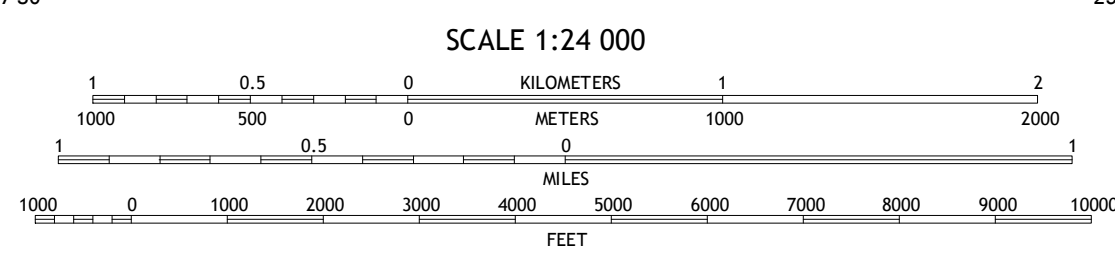 SCALE 1:24 000
1 0.5 0 KILOMETERS 1 2
1000 500 0 METERS 1000 2000
1 0.5 0 1
MILES
1000 0 1000 2000 3000 4000 5000 6000 7000 8000 9000 10000
FEET